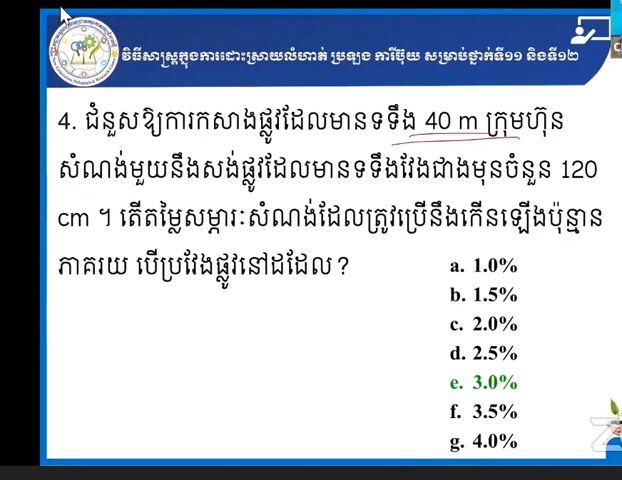 វិធីសាស្ត្រក្នុងការដោះស្រាយលំហាត់ ប្រឡង ការីប៊ុយ សម្រាប់ថ្នាក់ទី១១ និងទី១២
4. ជំនួសឱ្យការកសាងផ្លូវដែលមានទទឹង 40 m ក្រុមហ៊ុន
សំណង់មួយនឹងសង់ផ្លូវដែលមានទទឹងវែងជាងមុនចំនួន 120
cm ។ តើតម្លៃសម្ភារៈសំណង់ដែលត្រូវប្រើនឹងកើនឡើងប៉ុន្មាន
ភាគរយ បើប្រវែងផ្លូវនៅដដែល?
a. 1.0%
b. 1.5%
c. 2.0%
d. 2.5%
e. 3.0%
f. 3.5%
g. 4.0%